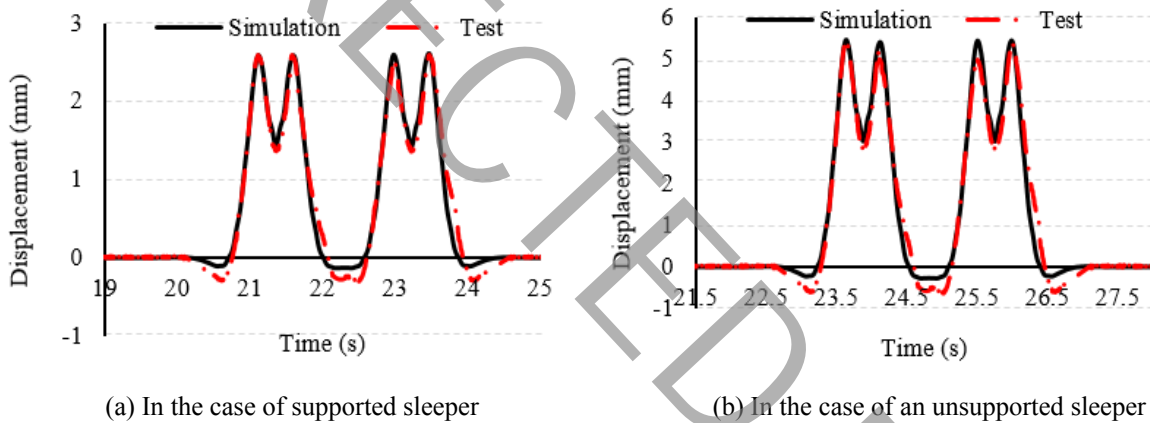 Simulation Test
Displacement (mm)
3
2
1
0
-1
19 20 21 22 23 24 25
Time (s)
(a) In the case of supported sleeper
Simulation Test
Displacement (mm)
6
5
4
3
2
1
0
-1
21.5 22.5 23.5 24.5 25.5 26.5 27.5
Time (s)
(b) In the case of an unsupported sleeper